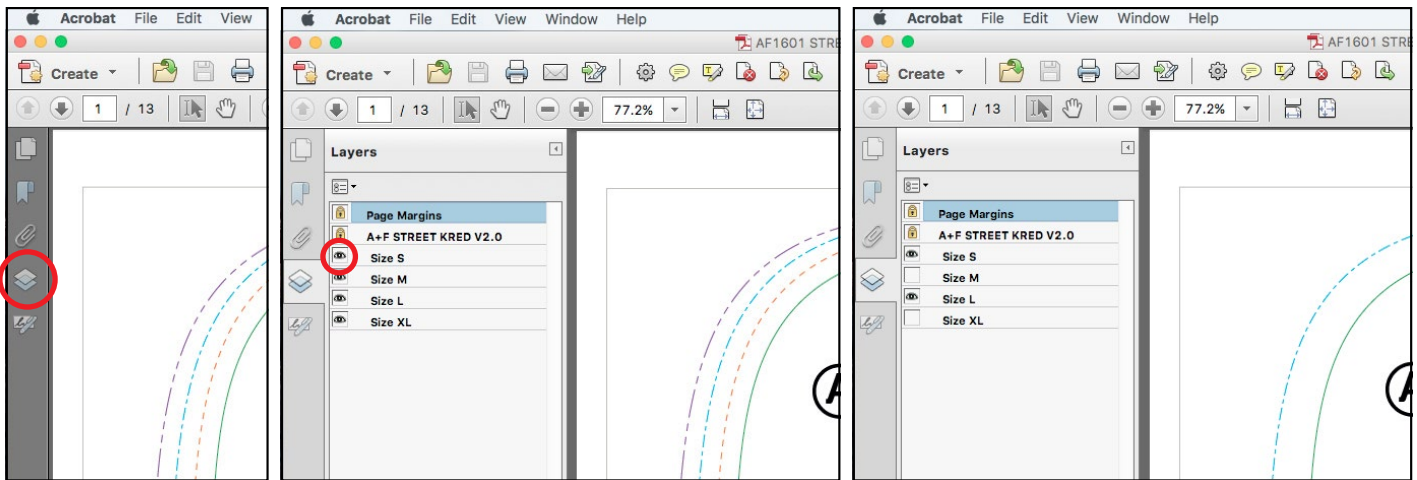 Acrobat File Edit View
Create
1 / 13
Acrobat File Edit View Window Help
AF1601 STRE
Create
1 / 13 77.2%
Layers
Page Margins
A+F STREET KRED V2.0
Size S
Size M
Size L
Size XL
A
Acrobat File Edit View Window Help
AF1601 STRE
Create
1 / 13 77.2%
Layers
Page Margins
A+F STREET KRED V2.0
Size S
Size M
Size L
Size XL
A